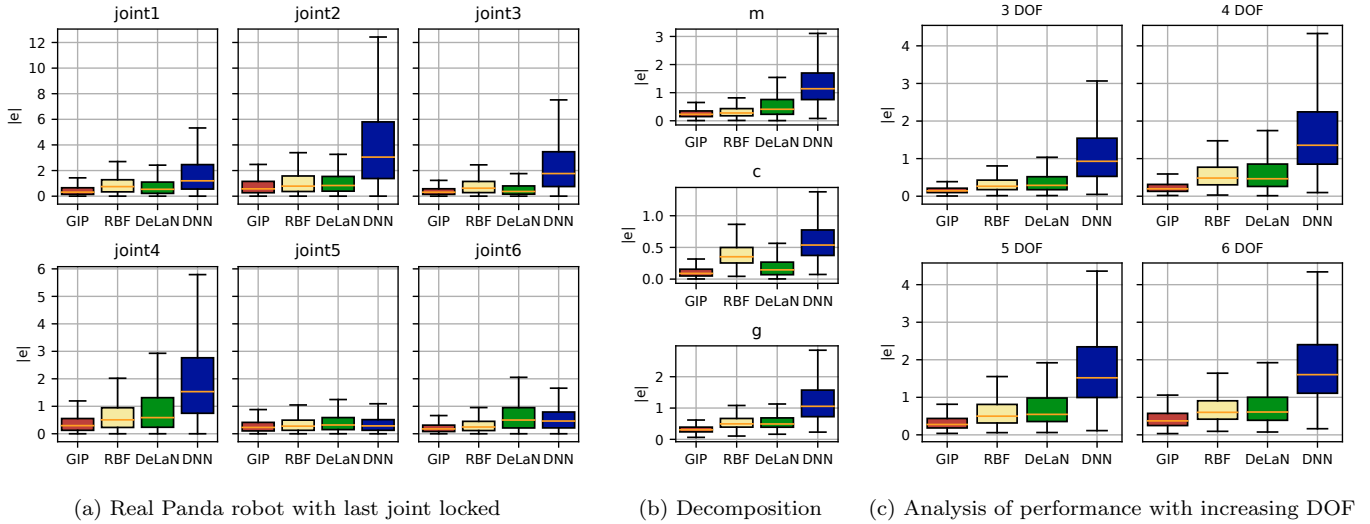 joint1
joint2
joint3
|e|
12
10
8
6
4
2
0
GIP RBF DeLaN DNN
GIP RBF DeLaN DNN
GIP RBF DeLaN DNN
joint4
joint5
joint6
|e|
6
5
4
3
2
1
0
GIP RBF DeLaN DNN
GIP RBF DeLaN DNN
GIP RBF DeLaN DNN
(a) Real Panda robot with last joint locked
m
|e|
3
2
1
0
GIP RBF DeLaN DNN
c
|e|
1.0
0.5
0.0
GIP RBF DeLaN DNN
g
|e|
2
1
0
GIP RBF DeLaN DNN
(b) Decomposition
3 DOF
4 DOF
|e|
4
3
2
1
0
GIP RBF DeLaN DNN
GIP RBF DeLaN DNN
5 DOF
6 DOF
|e|
4
3
2
1
0
GIP RBF DeLaN DNN
GIP RBF DeLaN DNN
(c) Analysis of performance with increasing DOF